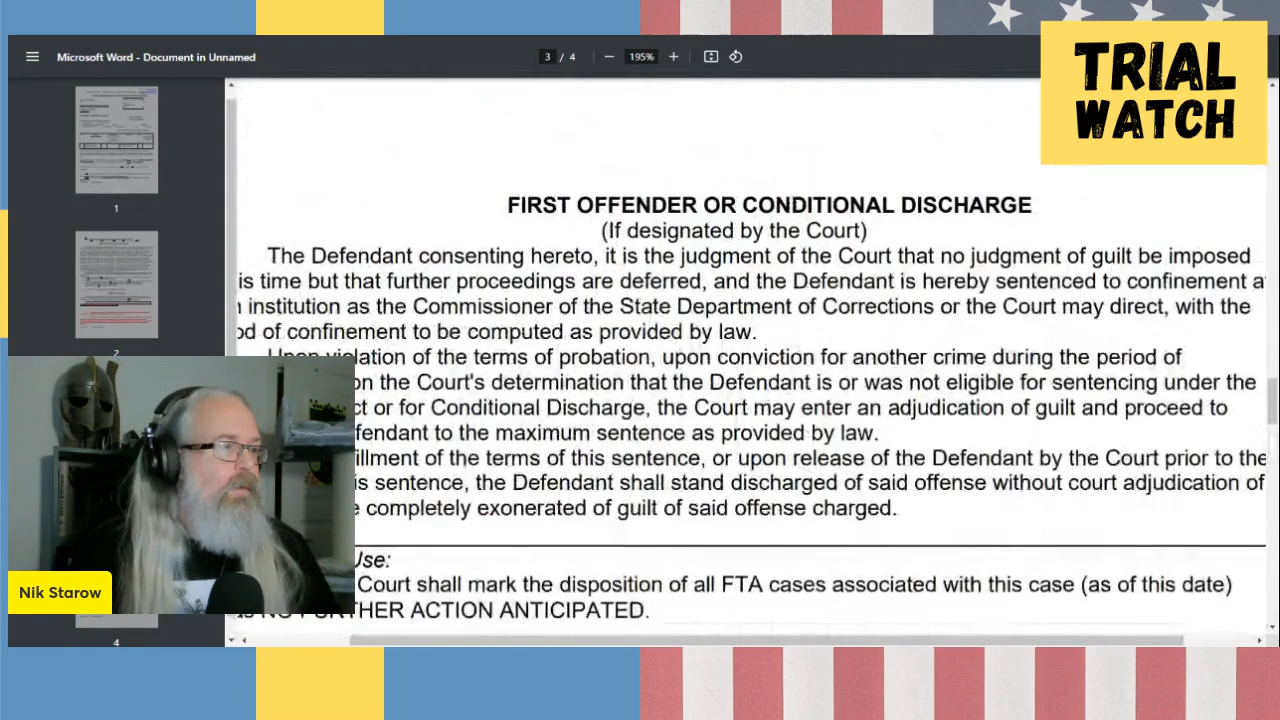 Microsoft Word - Document in Unnamed
3 / 4
195%
TRIAL
WATCH
1
2
4
FIRST OFFENDER OR CONDITIONAL DISCHARGE
(If designated by the Court)
The Defendant consenting hereto, it is the judgment of the Court that no judgment of guilt be imposed
is time but that further proceedings are deferred, and the Defendant is hereby sentenced to confinement a
institution as the Commissioner of the State Department of Corrections or the Court may direct, with the
od of confinement to be computed as provided by law.
Upon violation of the terms of probation, upon conviction for another crime during the period of
on the Court's determination that the Defendant is or was not eligible for sentencing under the
ct or for Conditional Discharge, the Court may enter an adjudication of guilt and proceed to
fendant to the maximum sentence as provided by law.
illment of the terms of this sentence, or upon release of the Defendant by the Court prior to the
is sentence, the Defendant shall stand discharged of said offense without court adjudication of
e completely exonerated of guilt of said offense charged.
Use:
Court shall mark the disposition of all FTA cases associated with this case (as of this date)
as NO FURTHER ACTION ANTICIPATED.
Nik Starow